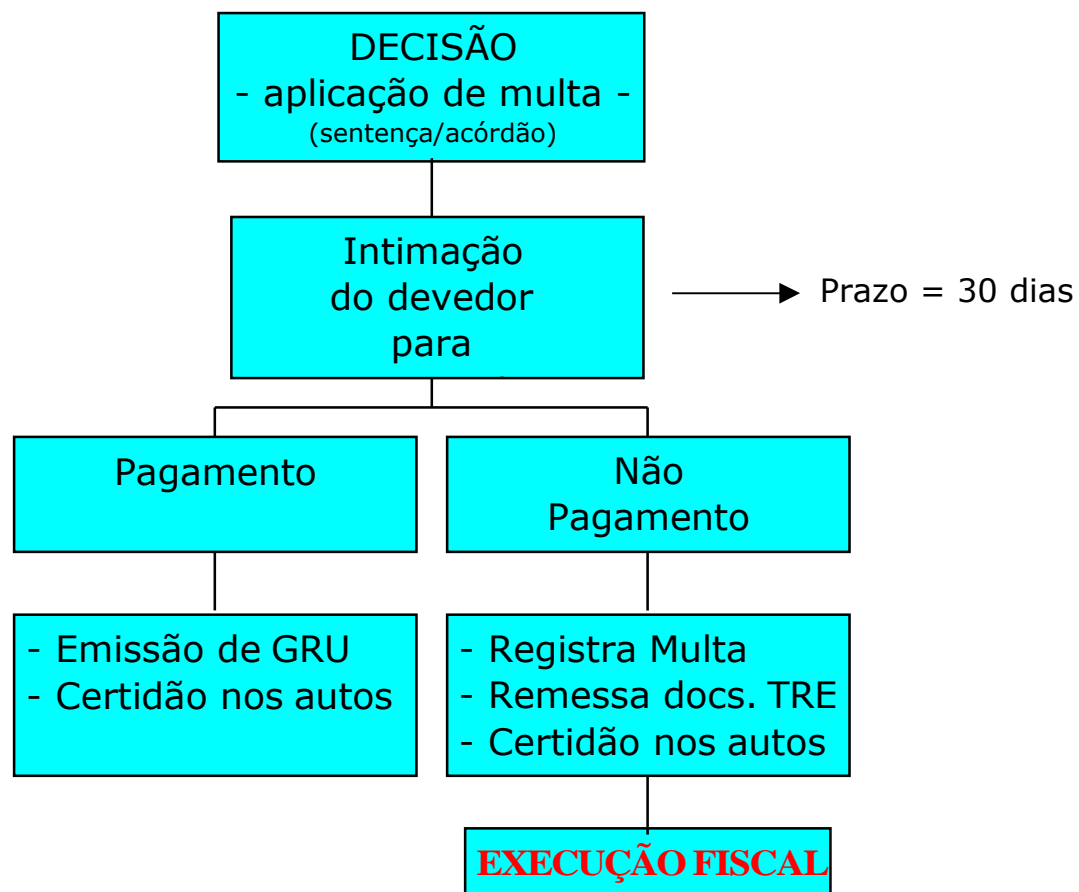 DECISÃO
- aplicação de multa -
(sentença/acórdão)
Intimação
do devedor
para
Prazo = 30 dias
Pagamento
Não
Pagamento
- Emissão de GRU
- Certidão nos autos
- Registra Multa
- Remessa docs. TRE
- Certidão nos autos
EXECUÇÃO FISCAL